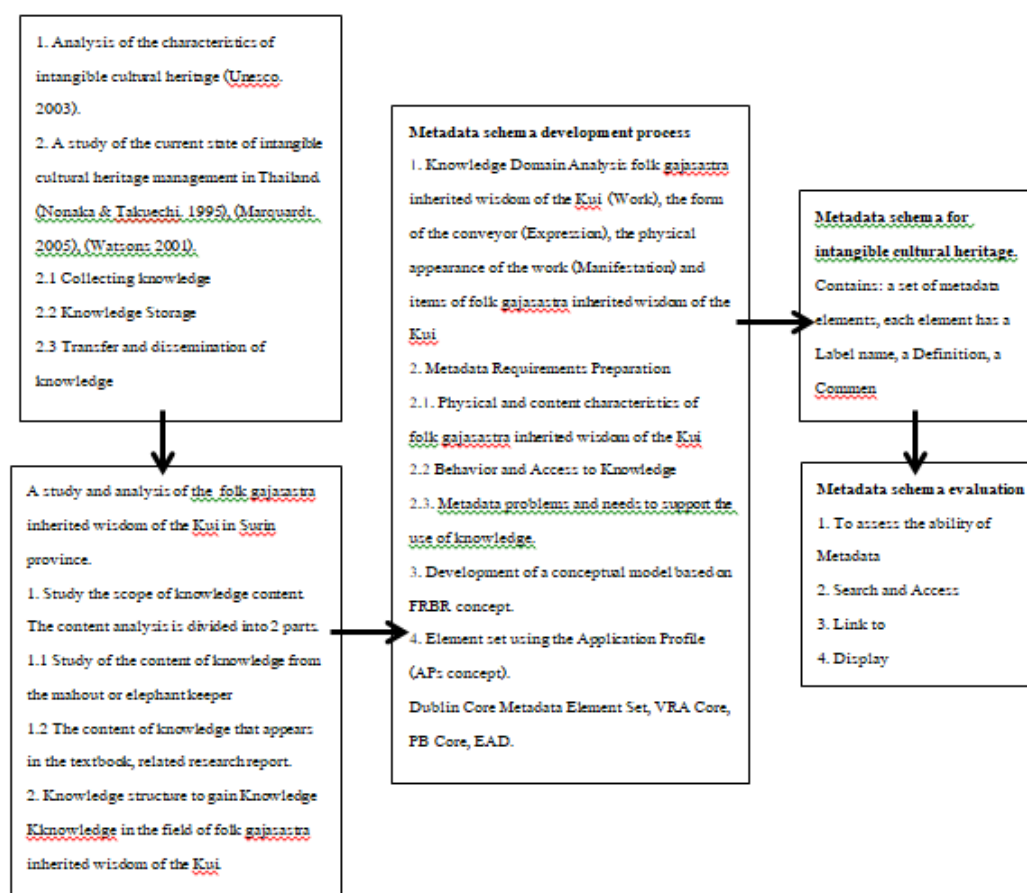 1. Analysis of the characteristics of
intangible cultural heritage (Unesco.
2003).
2. A study of the current state of intangible
cultural heritage management in Thailand.
(Nonaka & Takuechi, 1995), (Marquardt,
2005), (Watsons 2001).
2.1 Collecting knowledge
2.2 Knowledge Storage
2.3 Transfer and dissemination of
knowledge
A study and analysis of the folk gajasastra
inherited wisdom of the Kui in Surin
province.
1. Study the scope of knowledge content.
The content analysis is divided into 2 parts.
1.1 Study of the content of knowledge from
the mahout or elephant keeper
1.2 The content of knowledge that appears
in the textbook, related research report.
2. Knowledge structure to gain Knowledge
Kknowledge in the field of folk gajasastra
inherited wisdom of the Kui.
Metadata schema development process
1. Knowledge Domain Analysis folk gajasastra
inherited wisdom of the Kui (Work), the form
of the conveyor (Expression), the physical
appearance of the work (Manifestation) and
items of folk gajasastra inherited wisdom of the
Kui.
2. Metadata Requirements Preparation
2.1. Physical and content characteristics of
folk gajasastra inherited wisdom of the Kui
2.2 Behavior and Access to Knowledge
2.3. Metadata problems and needs to support the
use of knowledge.
3. Development of a conceptual model based on
FRBR concept.
4. Element set using the Application Profile
(APs concept).
Dublin Core Metadata Element Set, VRA Core,
PB Core, EAD.
Metadata schema for
intangible cultural heritage.
Contains: a set of metadata
elements, each element has a
Label name, a Definition, a
Commen
Metadata schema evaluation
1. To assess the ability of
Metadata
2. Search and Access
3. Link to
4. Display